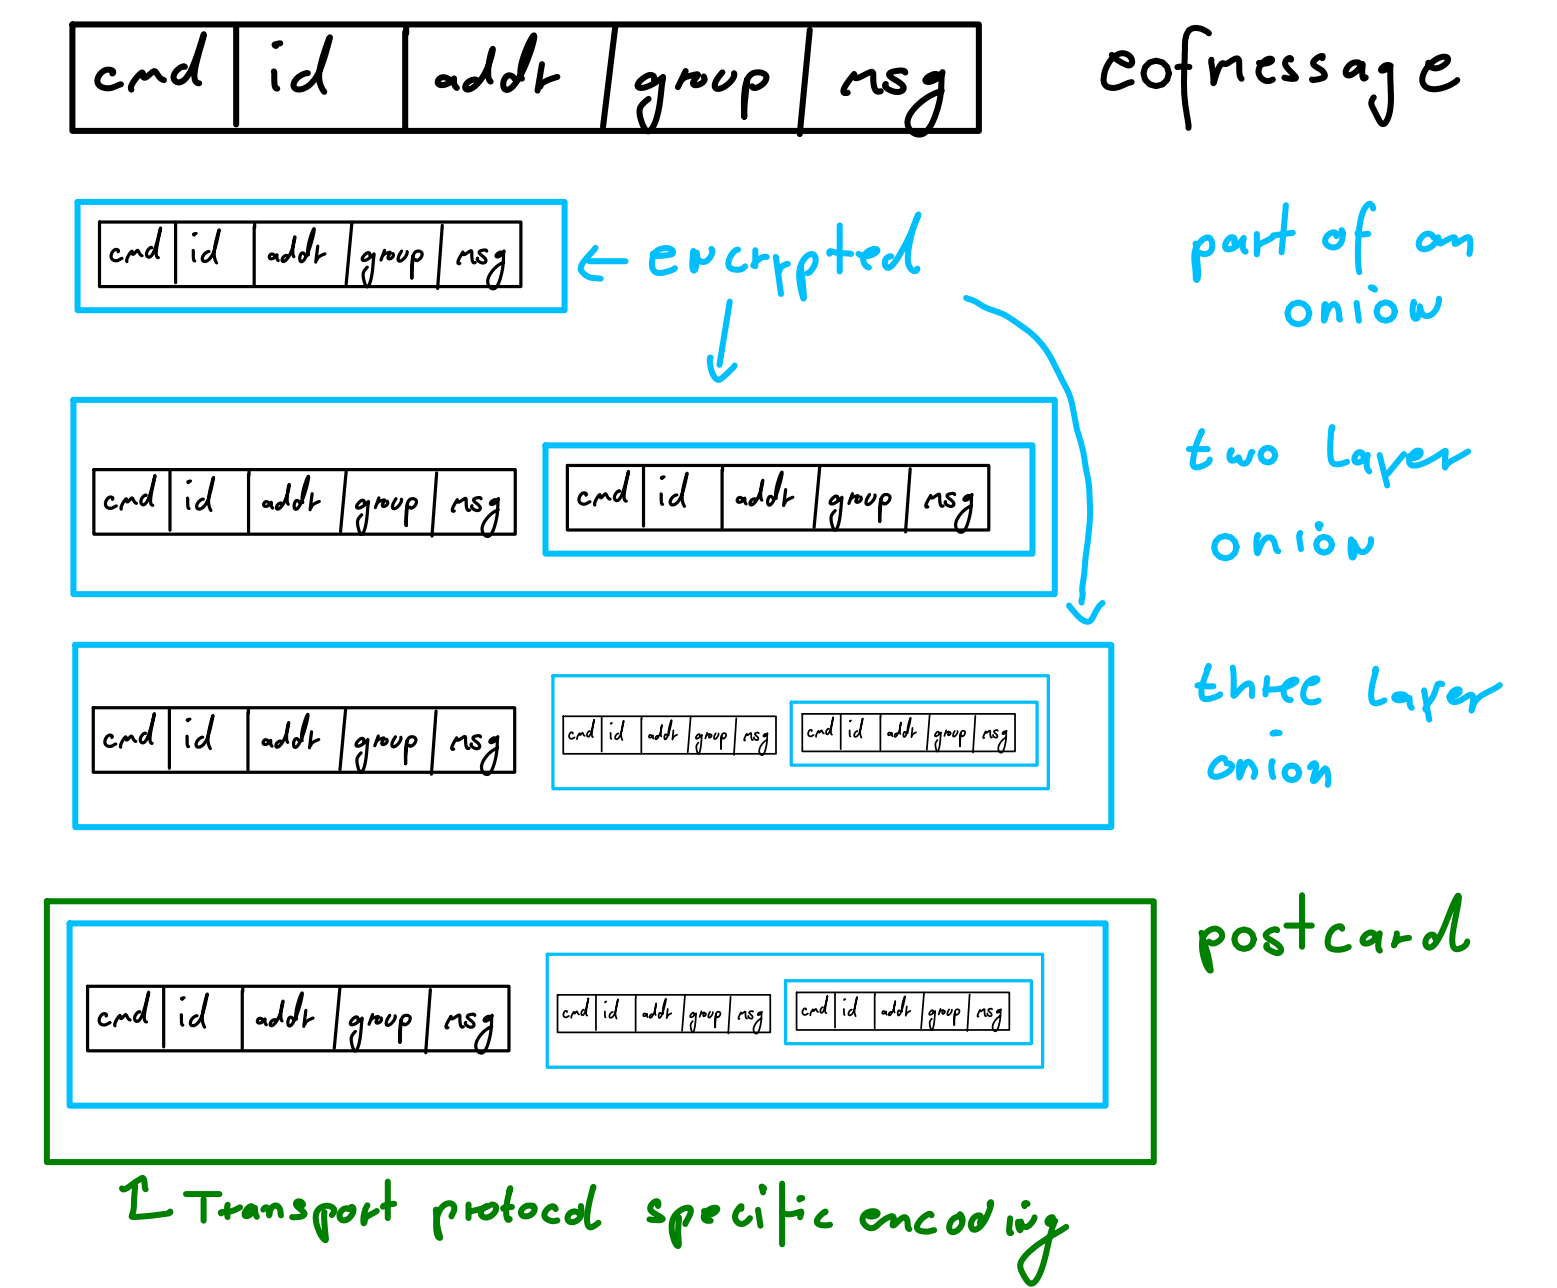 cmd id addr group msg eofmessage
cmd id addr group msg ← encrypted part of an
onion
cmd id addr group msg cmd id addr group msg two layer
onion
cmd id addr group msg cmd id addr group msg cmd id addr group msg three layer
onion
postcard
cmd id addr group msg cmd id addr group msg cmd id addr group msg
Transport protocol specific encoding